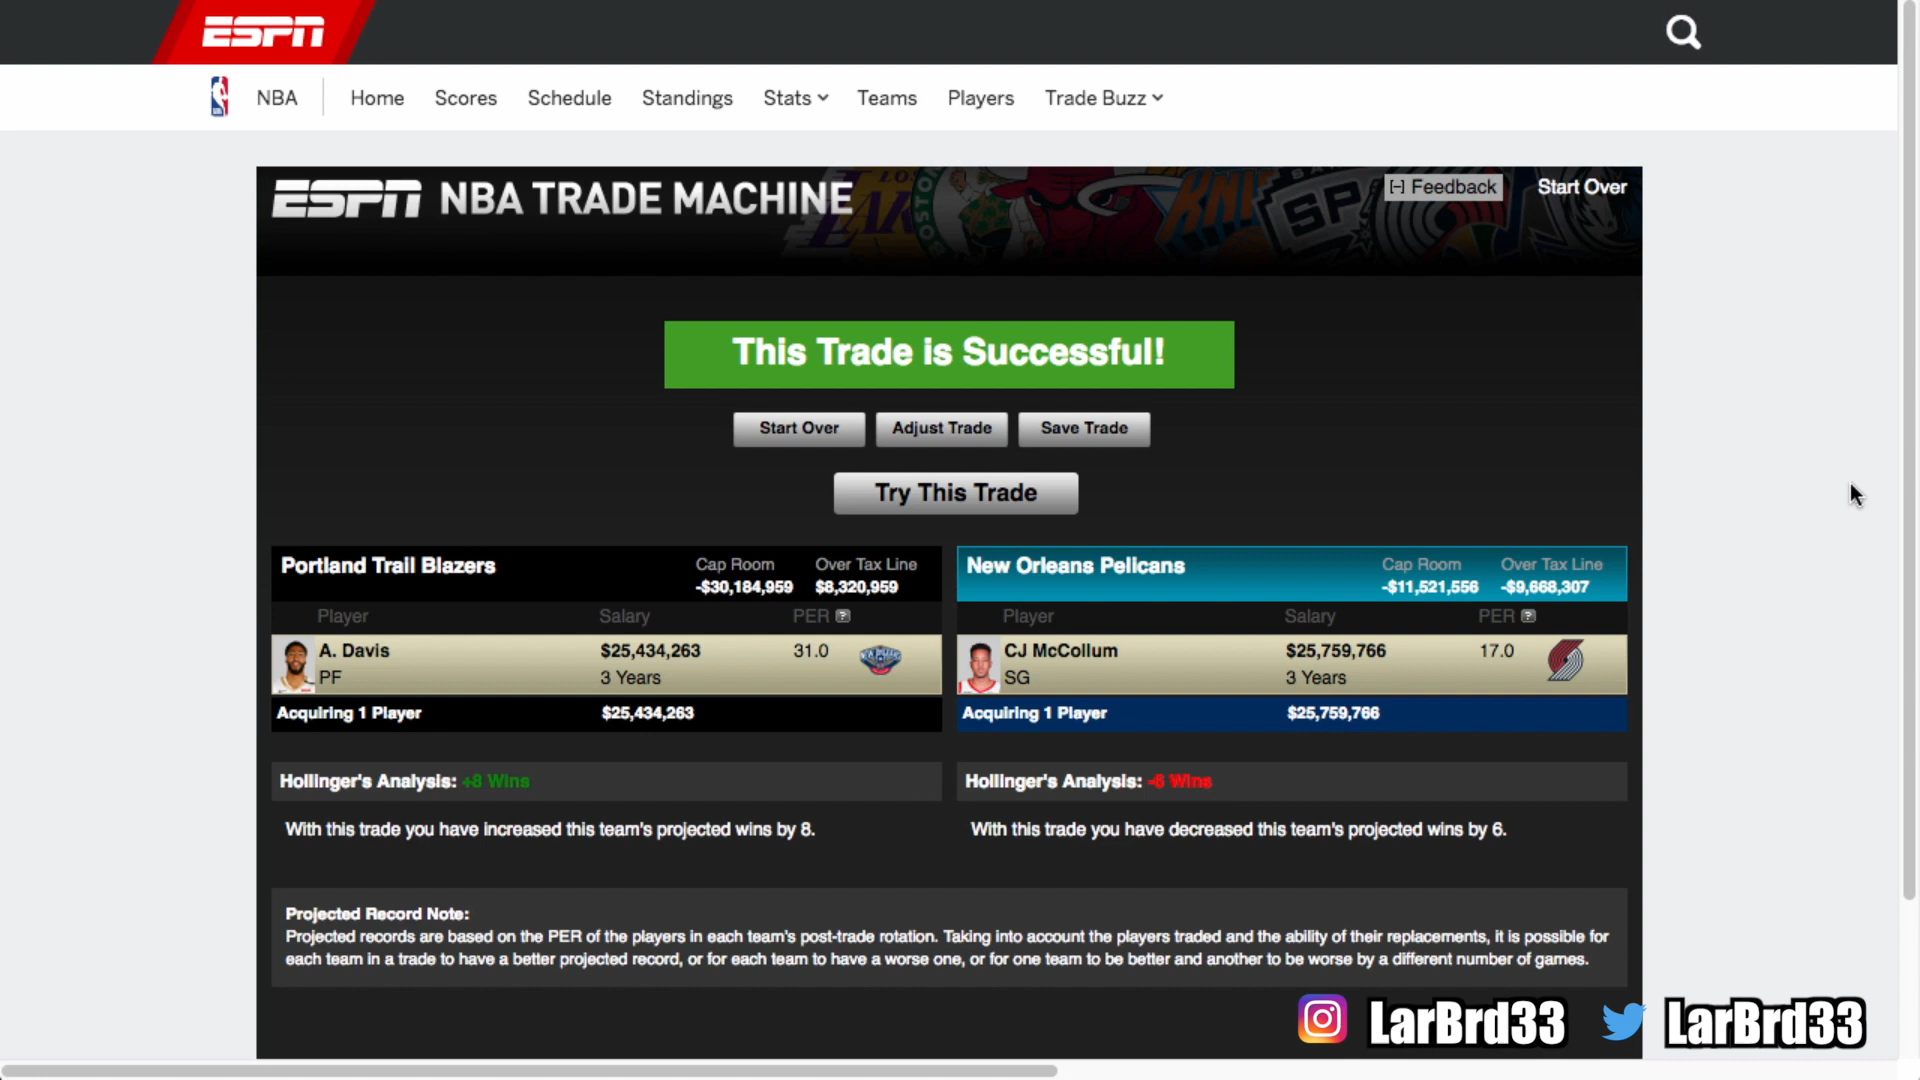 ESPN
NBA Home Scores Schedule Standings Stats Teams Players Trade Buzz
ESPN NBA TRADE MACHINE
[-] Feedback Start Over
This Trade is Successful!
Start Over Adjust Trade Save Trade
Try This Trade
Portland Trail Blazers Cap Room Over Tax Line
-$30,184,959 $8,320,959
Player Salary PER ?
A. Davis $25,434,263 31.0
PF 3 Years
Acquiring 1 Player $25,434,263
Hollinger's Analysis: +8 Wins
With this trade you have increased this team's projected wins by 8.
New Orleans Pelicans Cap Room Over Tax Line
-$11,521,556 -$9,668,307
Player Salary PER ?
CJ McCollum $25,759,766 17.0
SG 3 Years
Acquiring 1 Player $25,759,766
Hollinger's Analysis: -6 Wins
With this trade you have decreased this team's projected wins by 6.
Projected Record Note:
Projected records are based on the PER of the players in each team's post-trade rotation. Taking into account the players traded and the ability of their replacements, it is possible for
each team in a trade to have a better projected record, or for each team to have a worse one, or for one team to be better and another to be worse by a different number of games.
LarBrd33 LarBrd33